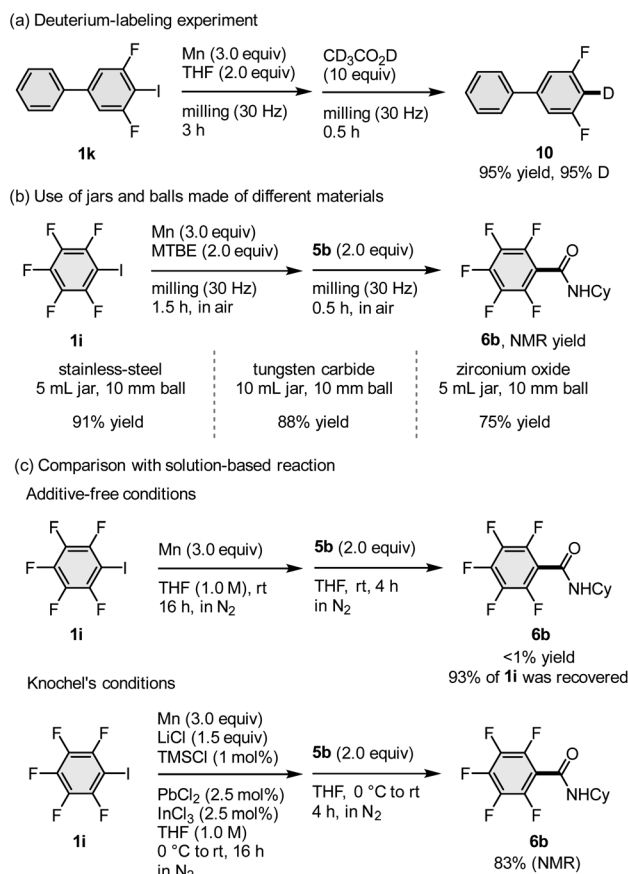 (a) Deuterium-labeling experiment
F
I
F
1k
Mn (3.0 equiv)
THF (2.0 equiv)
milling (30 Hz)
3 h
CD3CO2D
(10 equiv)
milling (30 Hz)
0.5 h
F
D
F
10
95% yield, 95% D
(b) Use of jars and balls made of different materials
F F
F I
F F
1i
Mn (3.0 equiv)
MTBE (2.0 equiv)
milling (30 Hz)
1.5 h, in air
5b (2.0 equiv)
milling (30 Hz)
0.5 h, in air
F F O
F NHCy
F F
6b, NMR yield
stainless-steel
5 mL jar, 10 mm ball
91% yield
tungsten carbide
10 mL jar, 10 mm ball
88% yield
zirconium oxide
5 mL jar, 10 mm ball
75% yield
(c) Comparison with solution-based reaction
Additive-free conditions
F F
F I
F F
1i
Mn (3.0 equiv)
THF (1.0 M), rt
16 h, in N2
5b (2.0 equiv)
THF, rt, 4 h
in N2
F F O
F NHCy
F F
6b
<1% yield
93% of 1i was recovered
Knochel's conditions
F F
F I
F F
1i
Mn (3.0 equiv)
LiCl (1.5 equiv)
TMSCl (1 mol%)
PbCl2 (2.5 mol%)
InCl3 (2.5 mol%)
THF (1.0 M)
0 °C to rt, 16 h
in N2
5b (2.0 equiv)
THF, 0 °C to rt
4 h, in N2
F F O
F NHCy
F F
6b
83% (NMR)